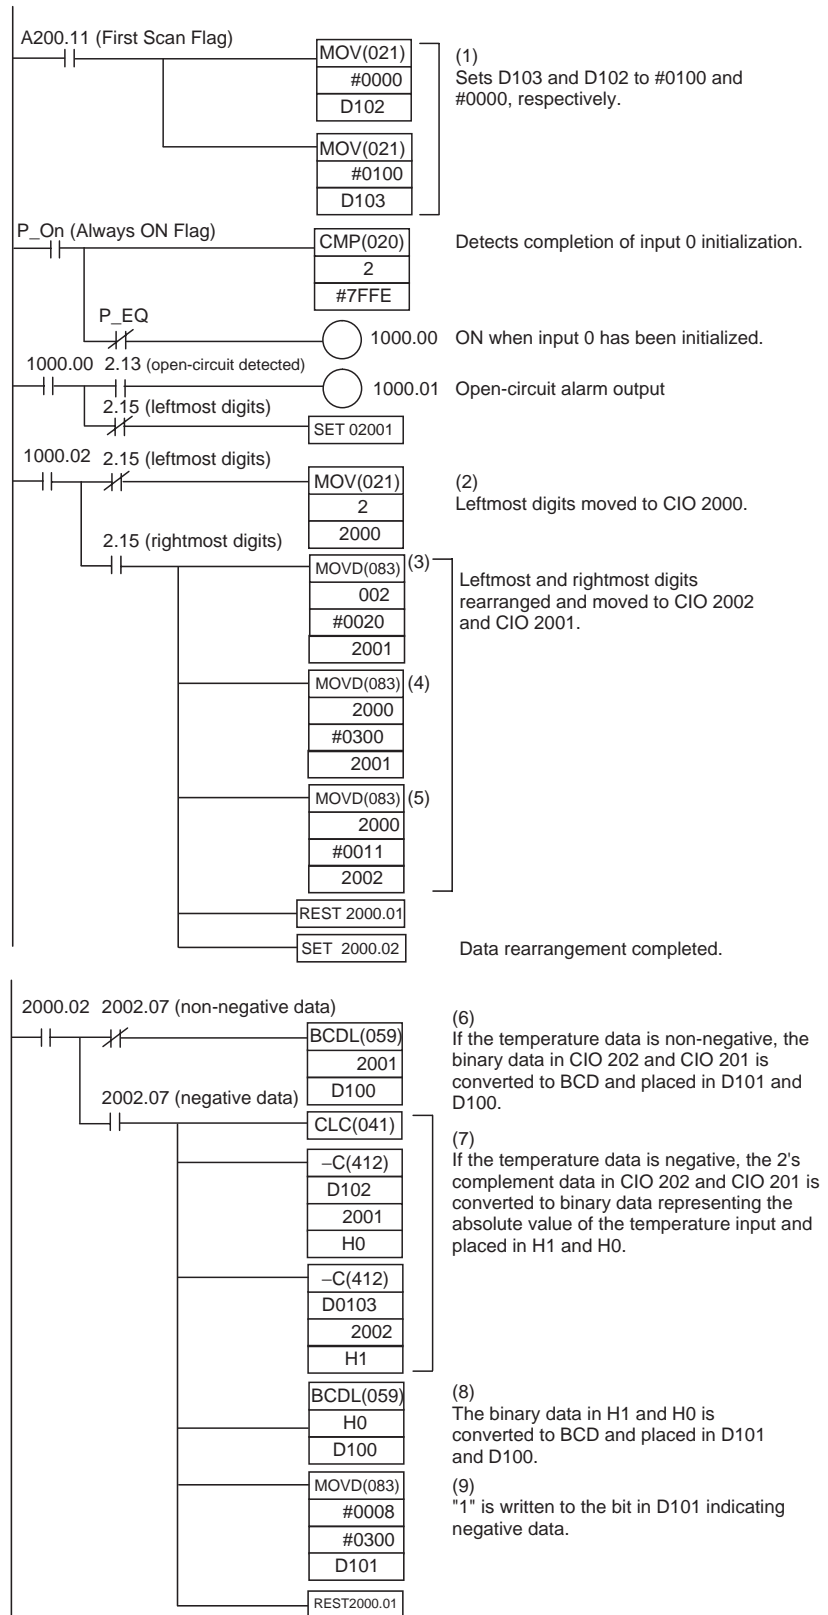 A200.11 (First Scan Flag)
MOV(021)
#0000
D102
(1)
Sets D103 and D102 to #0100 and
#0000, respectively.
MOV(021)
#0100
D103
P_On (Always ON Flag)
CMP(020)
2
#7FFE
Detects completion of input 0 initialization.
P_EQ
1000.00
ON when input 0 has been initialized.
1000.00
2.13 (open-circuit detected)
1000.01
Open-circuit alarm output
2.15 (leftmost digits)
SET 02001
1000.02
2.15 (leftmost digits)
MOV(021)
2
2000
(2)
Leftmost digits moved to CIO 2000.
2.15 (rightmost digits)
MOVD(083)
(3)
002
#0020
2001
Leftmost and rightmost digits
rearranged and moved to CIO 2002
and CIO 2001.
MOVD(083)
(4)
2000
#0300
2001
MOVD(083)
(5)
2000
#0011
2002
REST 2000.01
SET 2000.02
Data rearrangement completed.
2000.02
2002.07 (non-negative data)
BCDL(059)
2001
D100
(6)
If the temperature data is non-negative, the
binary data in CIO 202 and CIO 201 is
converted to BCD and placed in D101 and
D100.
2002.07 (negative data)
CLC(041)
–C(412)
D102
2001
H0
(7)
If the temperature data is negative, the 2's
complement data in CIO 202 and CIO 201 is
converted to binary data representing the
absolute value of the temperature input and
placed in H1 and H0.
–C(412)
D0103
2002
H1
BCDL(059)
H0
D100
(8)
The binary data in H1 and H0 is
converted to BCD and placed in D101
and D100.
MOVD(083)
#0008
#0300
D101
(9)
"1" is written to the bit in D101 indicating
negative data.
REST2000.01